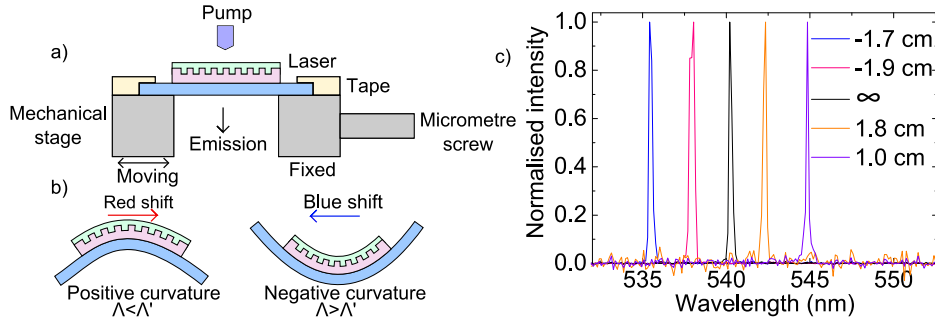 Pump
a)
Laser
Tape
Mechanical
stage
Emission
Micrometre
screw
Moving
Fixed
b)
Red shift
Blue shift
Positive curvature
Λ<Λ'
Negative curvature
Λ>Λ'
c)
Normalised intensity
1.0
0.8
0.6
0.4
0.2
0.0
535
540
545
550
Wavelength (nm)
-1.7 cm
-1.9 cm
∞
1.8 cm
1.0 cm